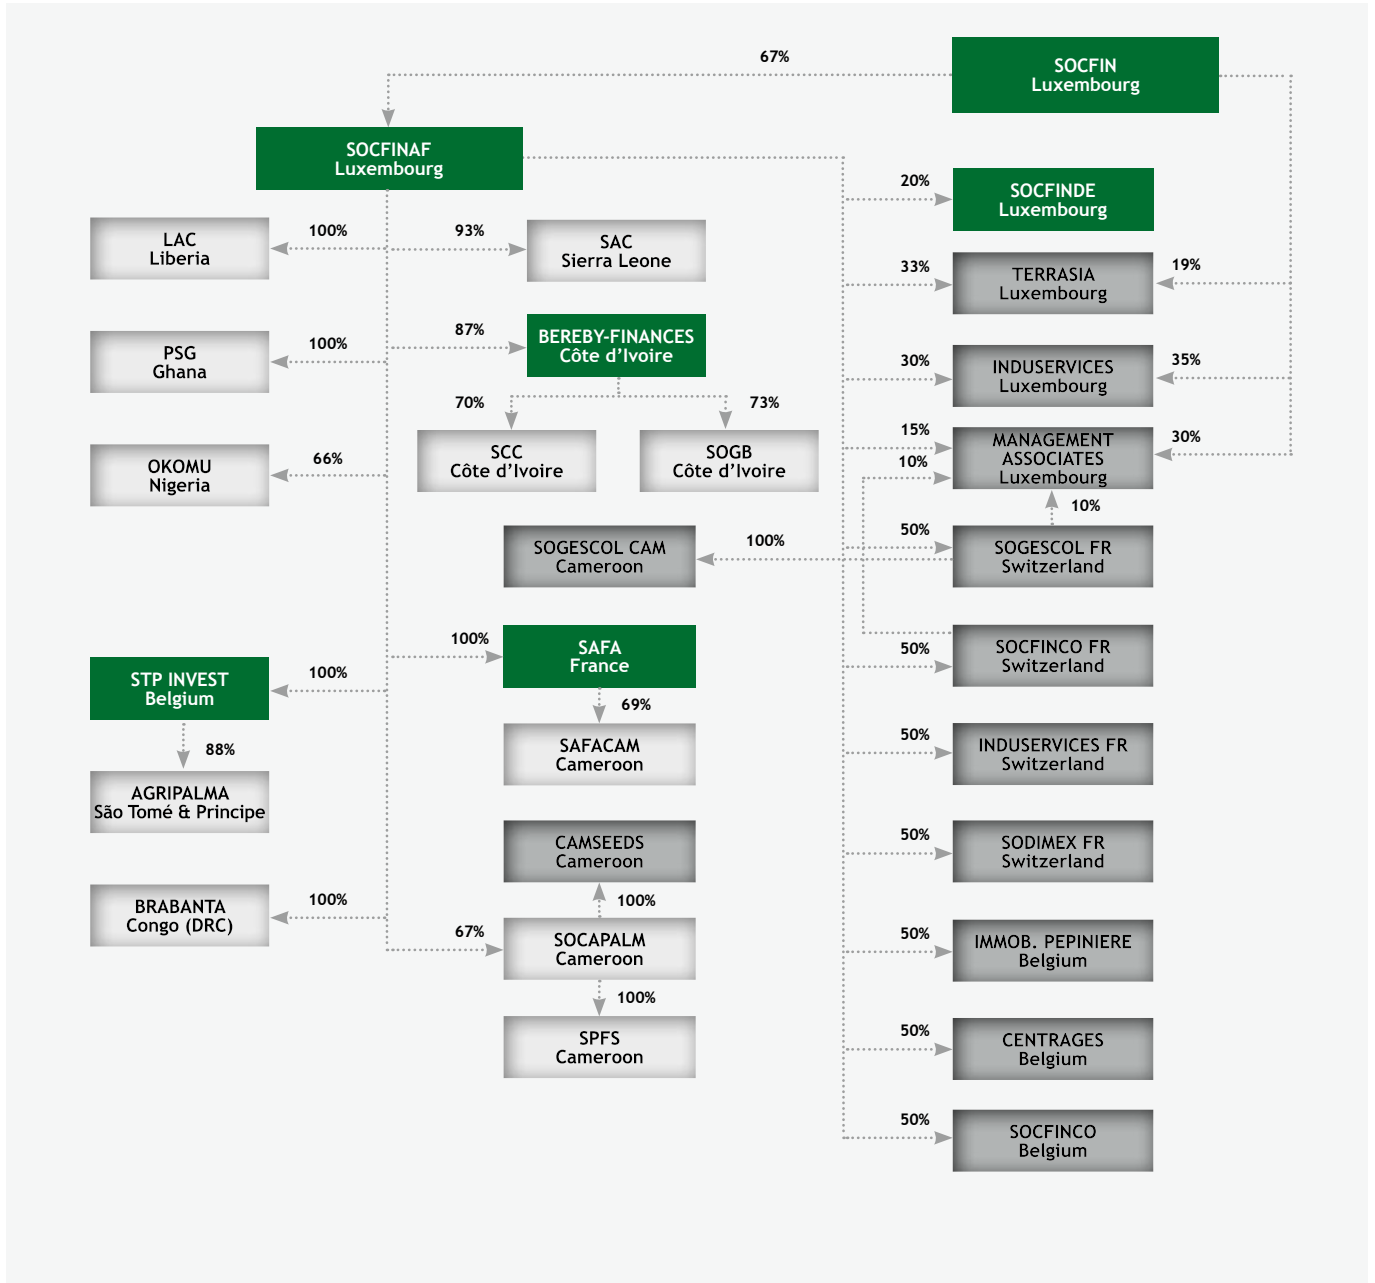 67%
SOCFIN
Luxembourg
SOCFINAF
Luxembourg
20%
SOCFINDE
Luxembourg
LAC
Liberia
100%
93%
SAC
Sierra Leone
33%
TERRASIA
Luxembourg
19%
PSG
Ghana
100%
87%
BEREBY-FINANCES
Côte d’Ivoire
30%
INDUSERVICES
Luxembourg
35%
70%
73%
SCC
Côte d’Ivoire
SOGB
Côte d’Ivoire
15%
10%
MANAGEMENT
ASSOCIATES
Luxembourg
30%
OKOMU
Nigeria
66%
10%
SOGESCOL CAM
Cameroon
100%
50%
SOGESCOL FR
Switzerland
STP INVEST
Belgium
100%
100%
SAFA
France
50%
SOCFINCO FR
Switzerland
88%
AGRIPALMA
São Tomé & Principe
69%
SAFACAM
Cameroon
50%
INDUSERVICES FR
Switzerland
CAMSEEDS
Cameroon
50%
SODIMEX FR
Switzerland
BRABANTA
Congo (DRC)
100%
100%
67%
SOCAPALM
Cameroon
50%
IMMOB. PEPINIERE
Belgium
100%
SPFS
Cameroon
50%
CENTRAGES
Belgium
50%
SOCFINCO
Belgium